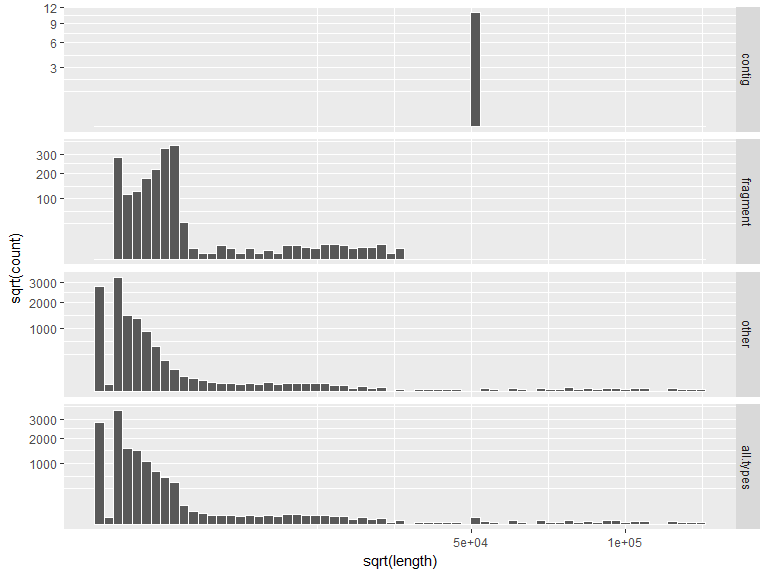 12
9
6
3
contig
300
200
100
fragment
3000
2000
1000
other
3000
2000
1000
all.types
sqrt(count)
5e+04
1e+05
sqrt(length)